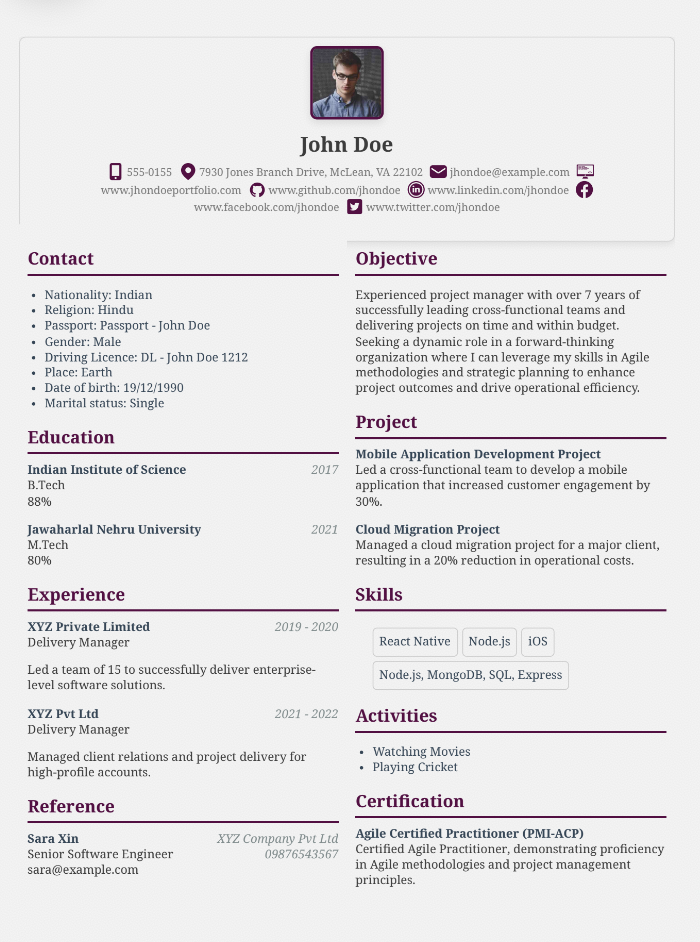 John Doe
555-0155 7930 Jones Branch Drive, McLean, VA 22102 jhondoe@example.com
www.jhondoeportfolio.com www.github.com/jhondoe www.linkedin.com/jhondoe
www.facebook.com/jhondoe www.twitter.com/jhondoe
Contact
• Nationality: Indian
• Religion: Hindu
• Passport: Passport - John Doe
• Gender: Male
• Driving Licence: DL - John Doe 1212
• Place: Earth
• Date of birth: 19/12/1990
• Marital status: Single
Education
Indian Institute of Science 2017
B.Tech
88%
Jawaharlal Nehru University 2021
M.Tech
80%
Experience
XYZ Private Limited 2019 - 2020
Delivery Manager
Led a team of 15 to successfully deliver enterprise-
level software solutions.
XYZ Pvt Ltd 2021 - 2022
Delivery Manager
Managed client relations and project delivery for
high-profile accounts.
Reference
Sara Xin XYZ Company Pvt Ltd
Senior Software Engineer 09876543567
sara@example.com
Objective
Experienced project manager with over 7 years of
successfully leading cross-functional teams and
delivering projects on time and within budget.
Seeking a dynamic role in a forward-thinking
organization where I can leverage my skills in Agile
methodologies and strategic planning to enhance
project outcomes and drive operational efficiency.
Project
Mobile Application Development Project
Led a cross-functional team to develop a mobile
application that increased customer engagement by
30%.
Cloud Migration Project
Managed a cloud migration project for a major client,
resulting in a 20% reduction in operational costs.
Skills
React Native Node.js iOS
Node.js, MongoDB, SQL, Express
Activities
• Watching Movies
• Playing Cricket
Certification
Agile Certified Practitioner (PMI-ACP)
Certified Agile Practitioner, demonstrating proficiency
in Agile methodologies and project management
principles.